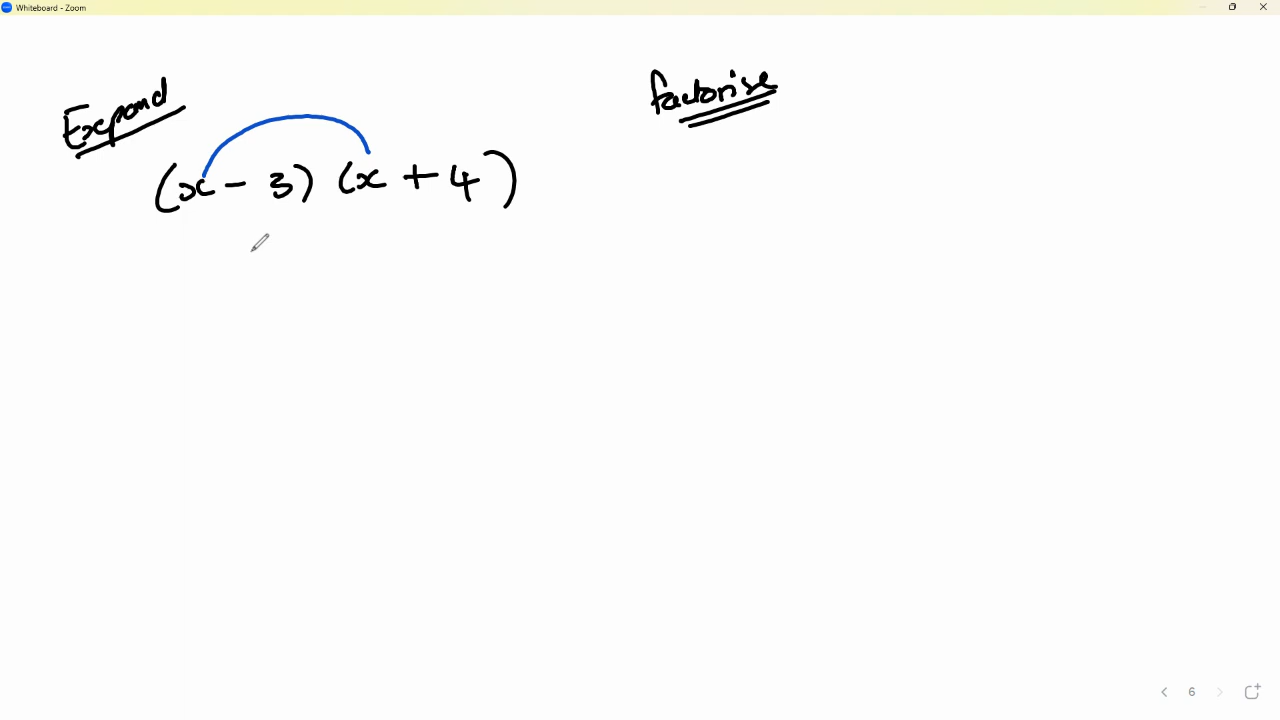 Whiteboard - Zoom
Expand
factorise
(x - 3) (x + 4)
6